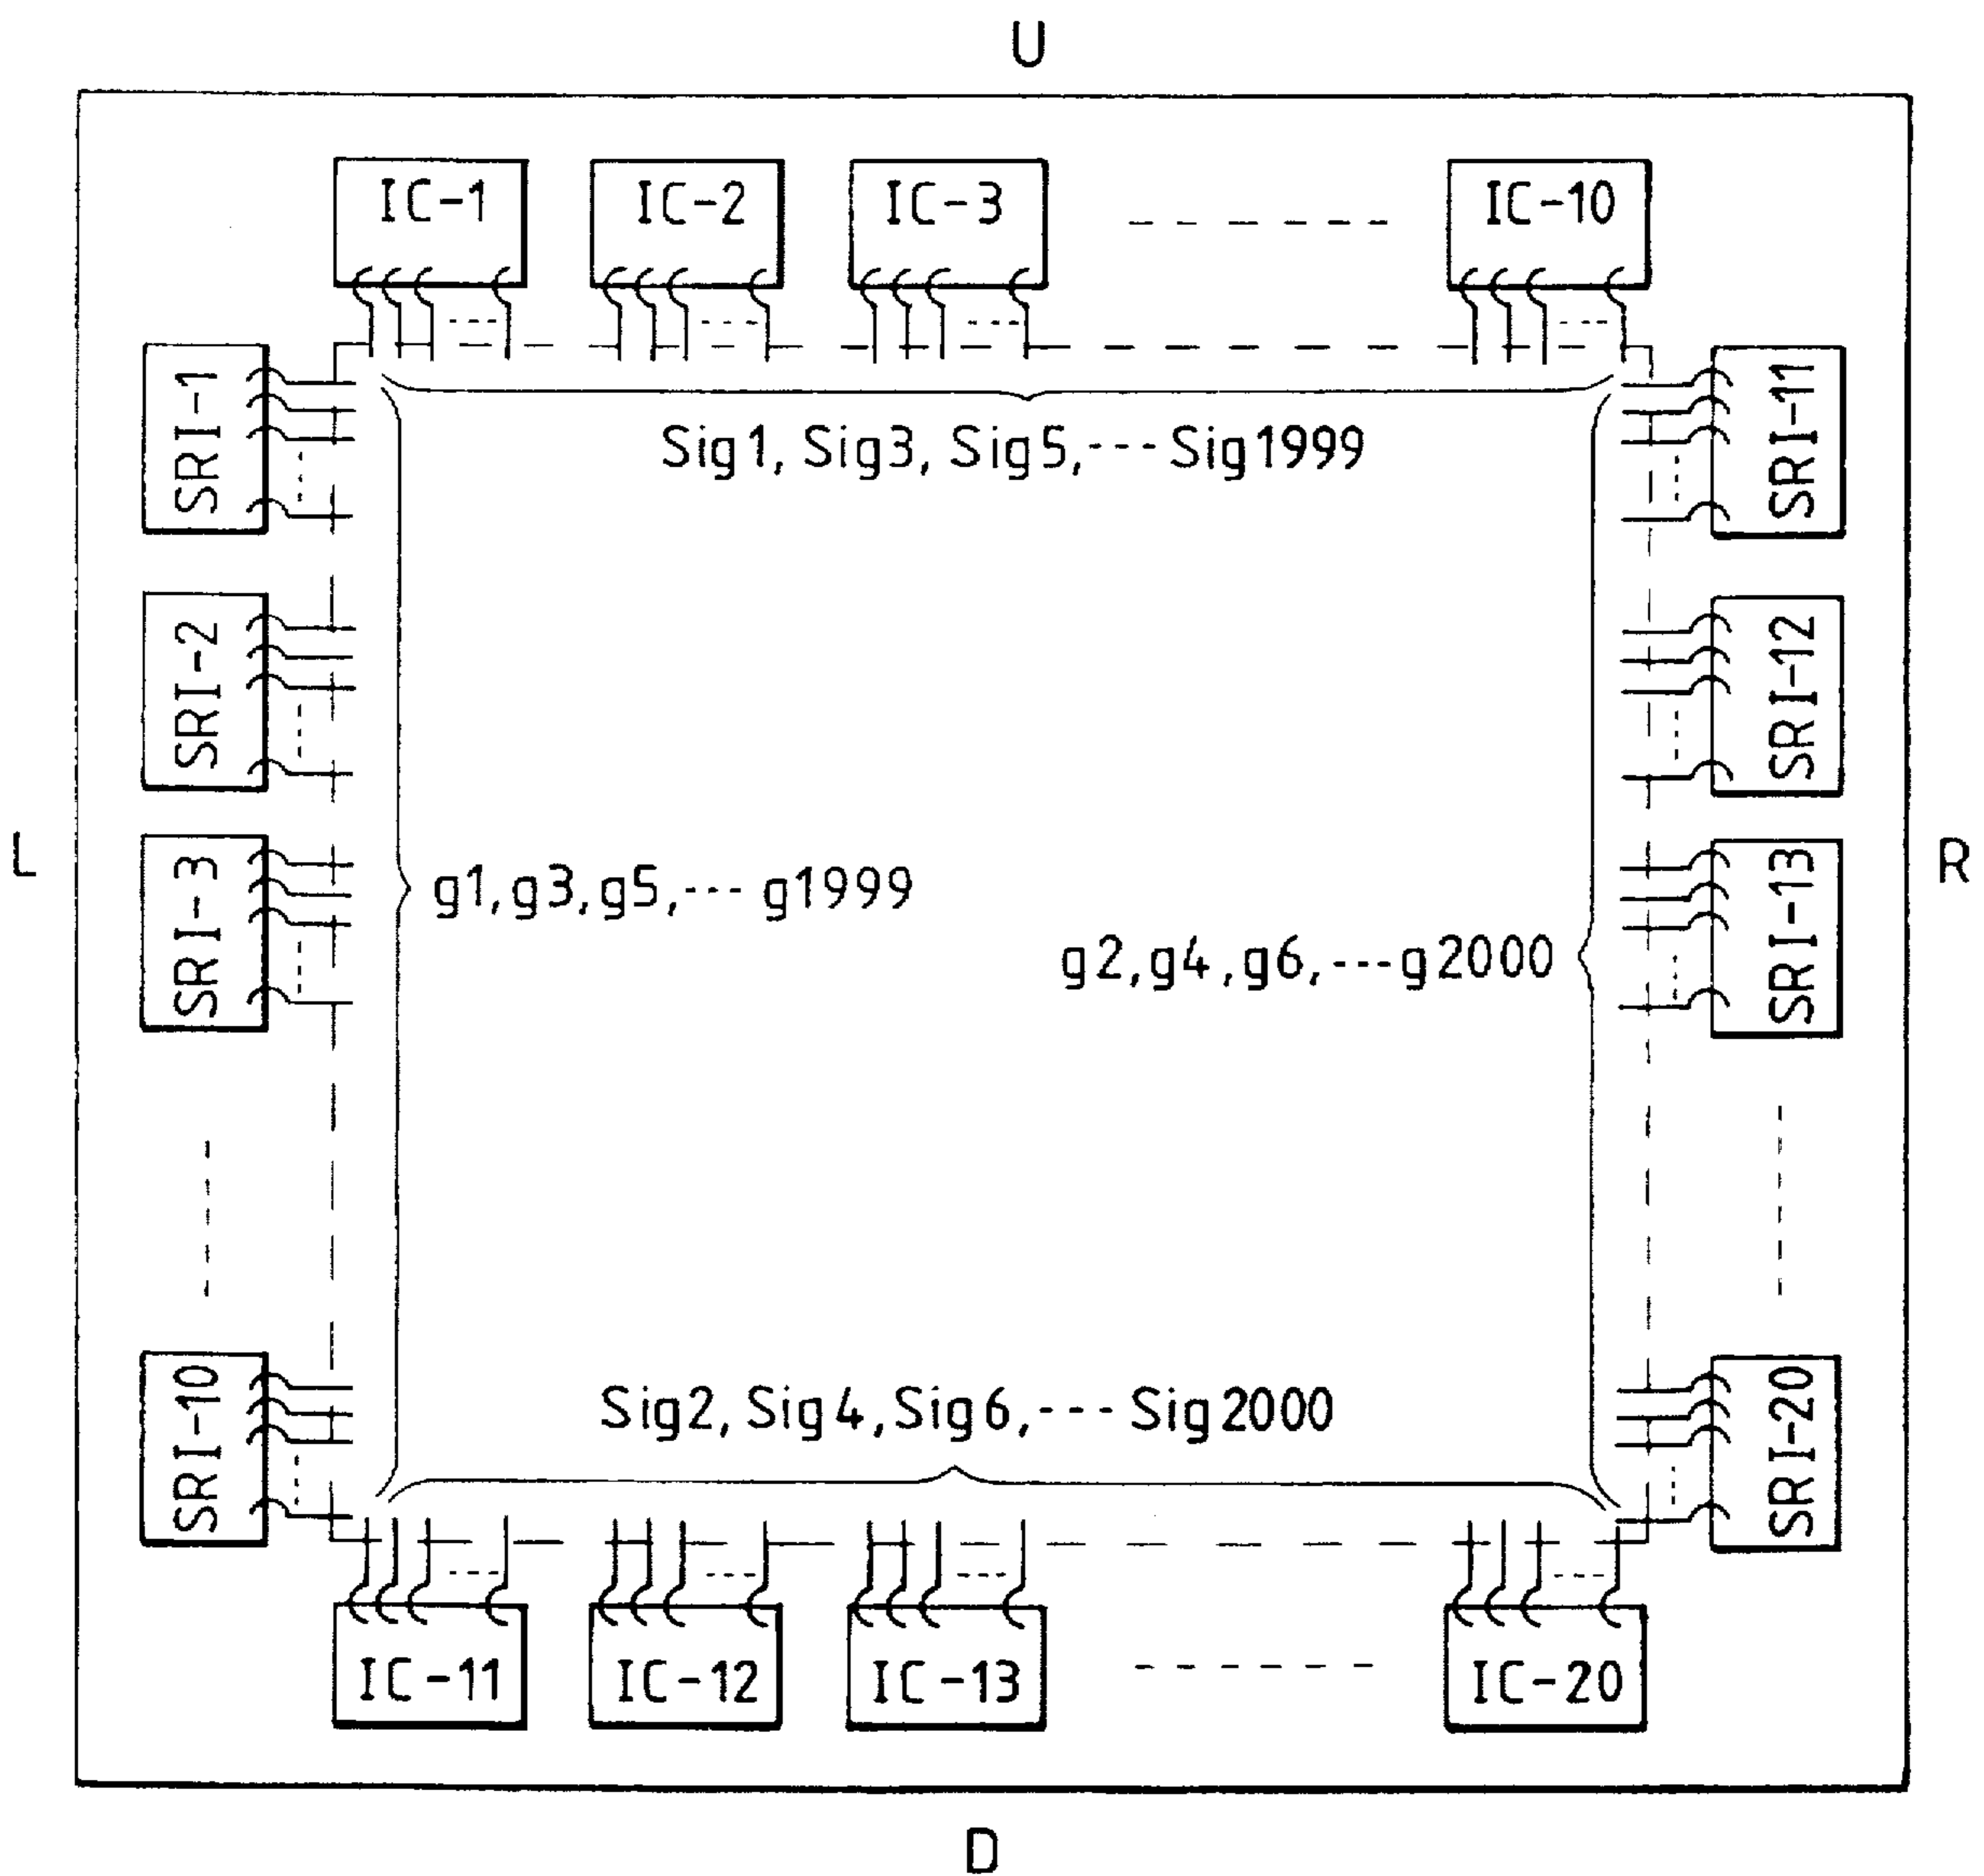 U
IC-1
IC-2
IC-3
IC-10
SRI-1
SRI-11
Sig1, Sig3, Sig5,--- Sig1999
SRI-2
SRI-12
L
SRI-3
g1,g3,g5,--- g1999
g2,g4,g6,---g2000
SRI-13
R
SRI-10
Sig2, Sig4, Sig6,--- Sig2000
SRI-20
IC-11
IC-12
IC-13
IC-20
D